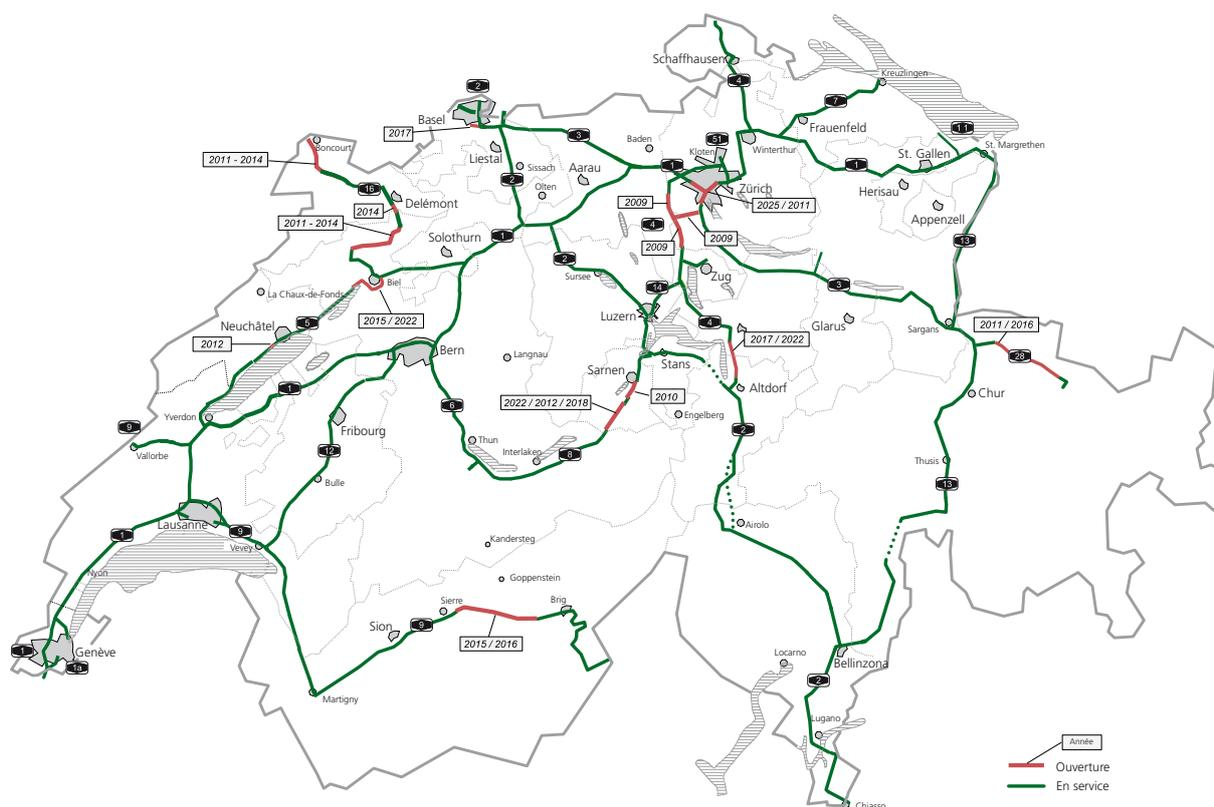 Schaffhausen
4
Kreuzlingen
2
7
Basel
2017
3
Baden
51
Frauenfeld
11
Boncourt
Liestal
Kloten
Winterthur
St. Margrethen
2011 - 2014
Sissach
Aarau
1
1
St. Gallen
16
2
Olten
Zürich
Herisau
Delémont
2014
2009
2025 / 2011
Appenzell
2011 - 2014
4
2009
Solothurn
1
2009
13
2
Sursee
Zug
Biel
14
3
La Chaux-de-Fonds
Luzern
2015 / 2022
5
4
Glarus
Neuchâtel
Sargans
2011 / 2016
2012
2017 / 2022
28
Bern
Langnau
Stans
Sarnen
1
Altdorf
Chur
2010
2022 / 2012 / 2018
6
Yverdon
Engelberg
9
Fribourg
2
Thun
Vallorbe
12
Interlaken
8
Thusis
Bulle
13
Lausanne
Airolo
1
9
Vevey
Kandersteg
Nyon
Goppenstein
Sierre
Brig
Sion
9
2015 / 2016
1
Genève
1a
Locarno
Bellinzona
2
Martigny
Lugano
Année
Ouverture
En service
Chiasso